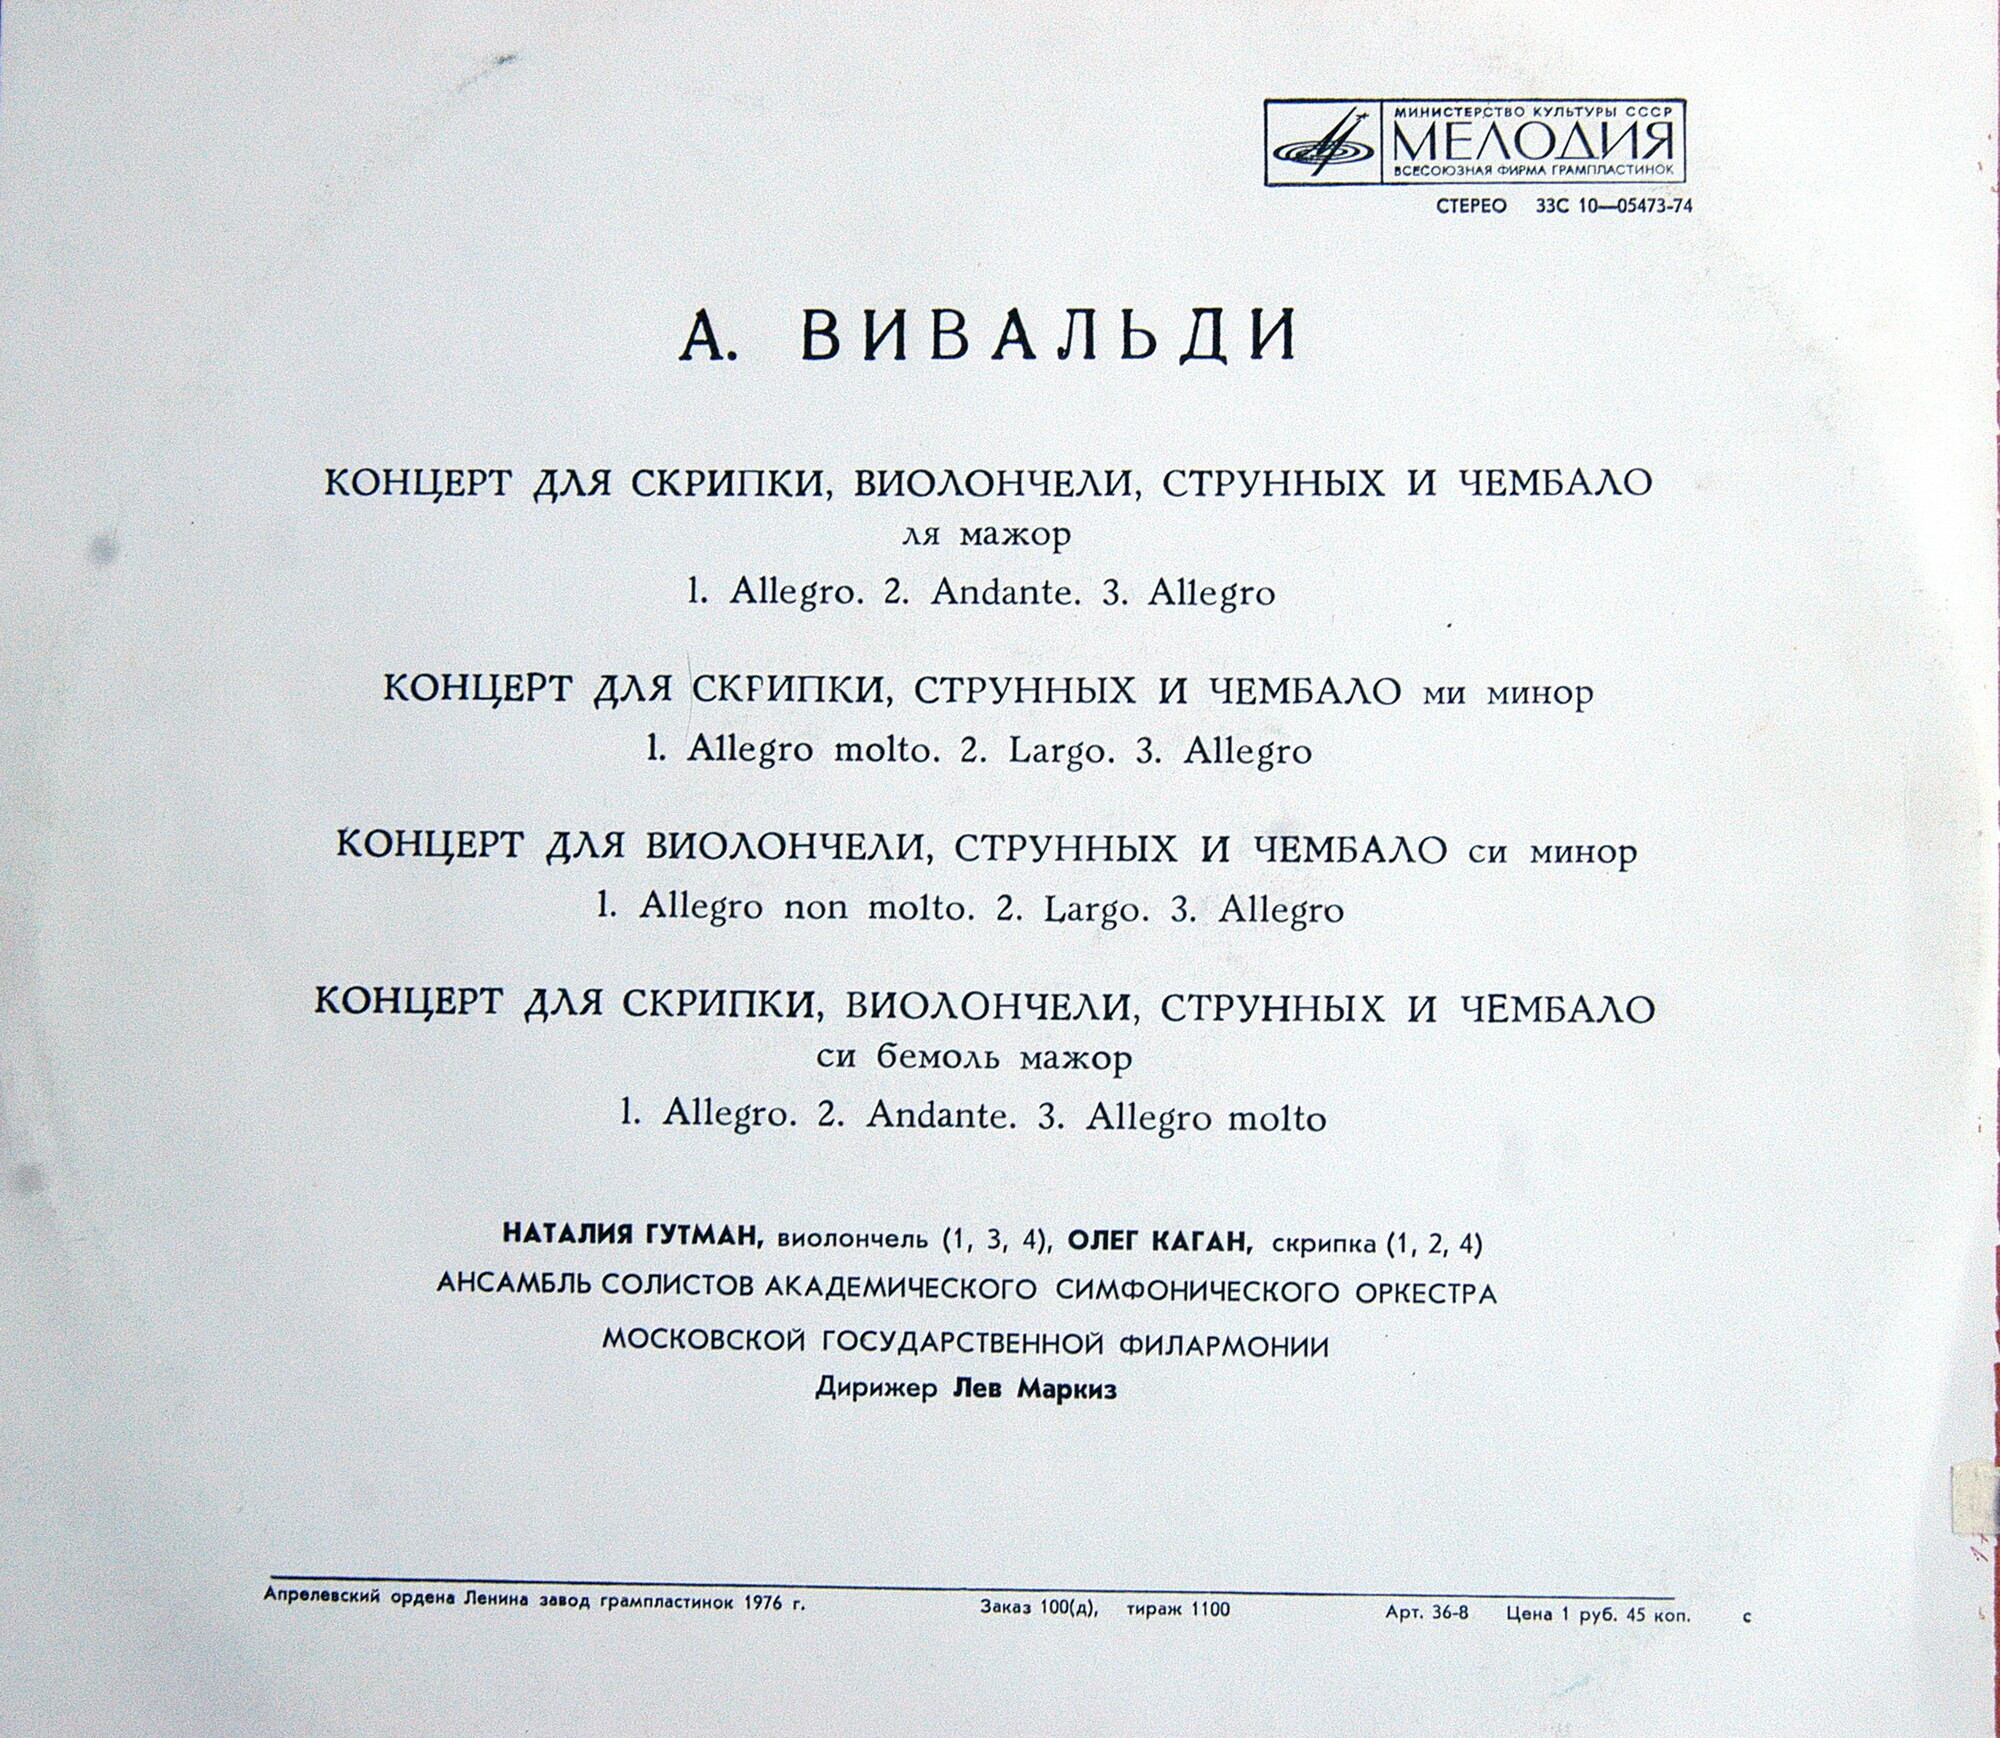 МИНИСТЕРСТВО КУЛЬТУРЫ СССР
МЕЛОДИЯ
ВСЕСОЮЗНАЯ ФИРМА ГРАМПЛАСТИНОК
СТЕРЕО 33С 10—05473-74
А. ВИВАЛЬДИ
КОНЦЕРТ ДЛЯ СКРИПКИ, ВИОЛОНЧЕЛИ, СТРУННЫХ И ЧЕМБАЛО
ля мажор
1. Allegro. 2. Andante. 3. Allegro
КОНЦЕРТ ДЛЯ СКРИПКИ, СТРУННЫХ И ЧЕМБАЛО ми минор
1. Allegro molto. 2. Largo. 3. Allegro
КОНЦЕРТ ДЛЯ ВИОЛОНЧЕЛИ, СТРУННЫХ И ЧЕМБАЛО си минор
1. Allegro non molto. 2. Largo. 3. Allegro
КОНЦЕРТ ДЛЯ СКРИПКИ, ВИОЛОНЧЕЛИ, СТРУННЫХ И ЧЕМБАЛО
си бемоль мажор
1. Allegro. 2. Andante. 3. Allegro molto
НАТАЛИЯ ГУТМАН, виолончель (1, 3, 4), ОЛЕГ КАГАН, скрипка (1, 2, 4)
АНСАМБЛЬ СОЛИСТОВ АКАДЕМИЧЕСКОГО СИМФОНИЧЕСКОГО ОРКЕСТРА
МОСКОВСКОЙ ГОСУДАРСТВЕННОЙ ФИЛАРМОНИИ
Дирижер Лев Маркиз
Апрелевский ордена Ленина завод грампластинок 1976 г. Заказ 100(д), тираж 1100 Арт. 36-8 Цена 1 руб. 45 коп. с